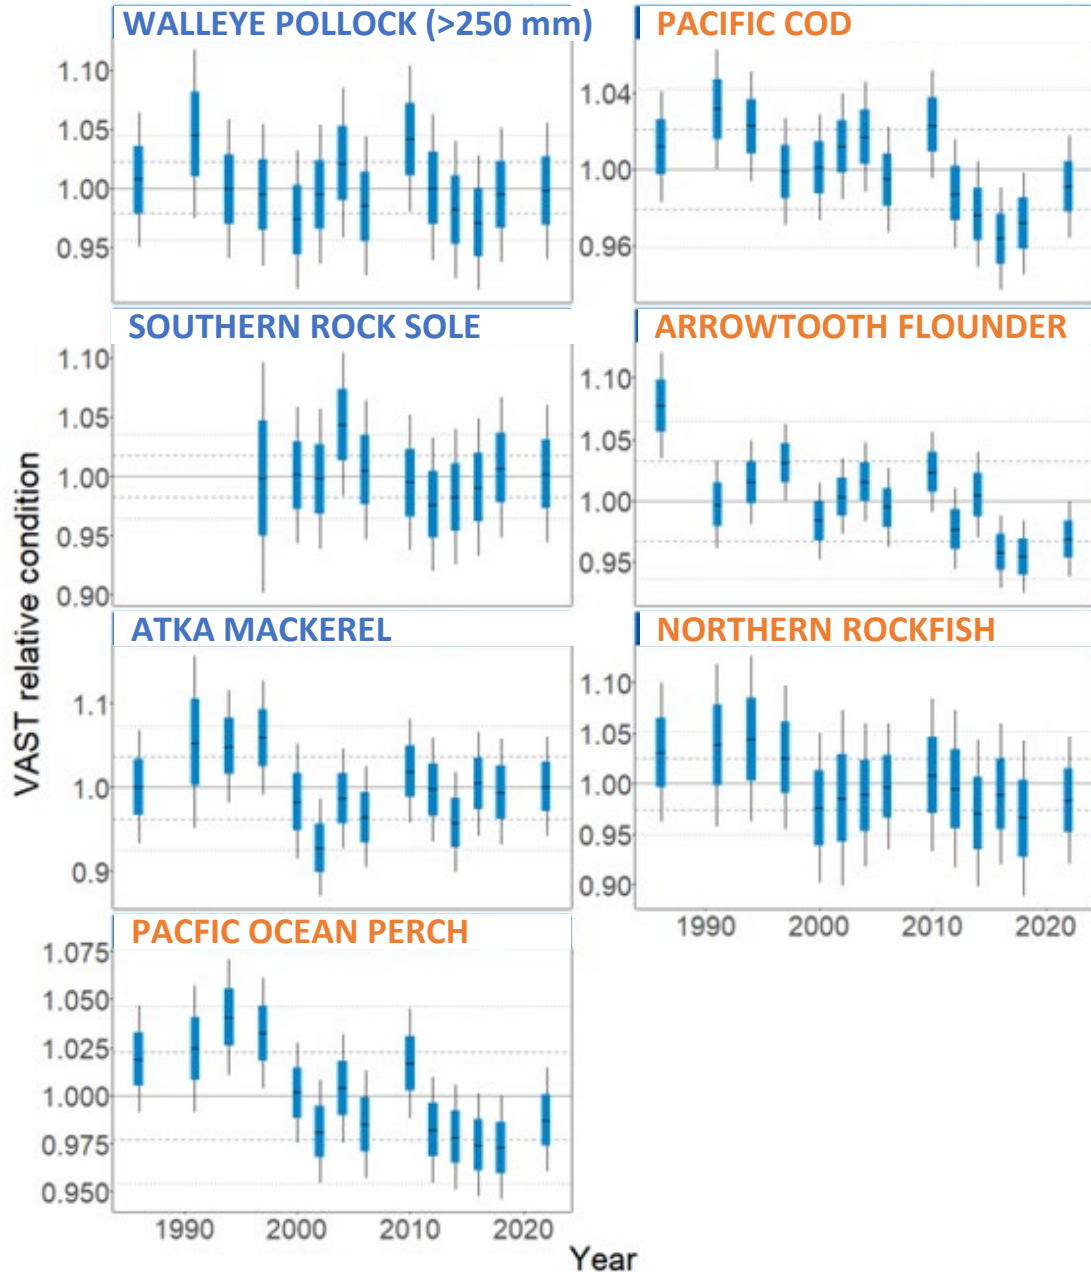 WALLEYE POLLOCK (>250 mm)
PACIFIC COD
1.10
1.05
1.00
0.95
1.04
1.00
0.96
SOUTHERN ROCK SOLE
ARROWTOOTH FLOUNDER
1.10
1.05
1.00
0.95
0.90
1.10
1.05
1.00
0.95
VAST relative condition
ATKA MACKEREL
NORTHERN ROCKFISH
1.1
1.0
0.9
1.10
1.05
1.00
0.95
0.90
1990 2000 2010 2020
PACFIC OCEAN PERCH
1.075
1.050
1.025
1.000
0.975
0.950
1990 2000 2010 2020
Year